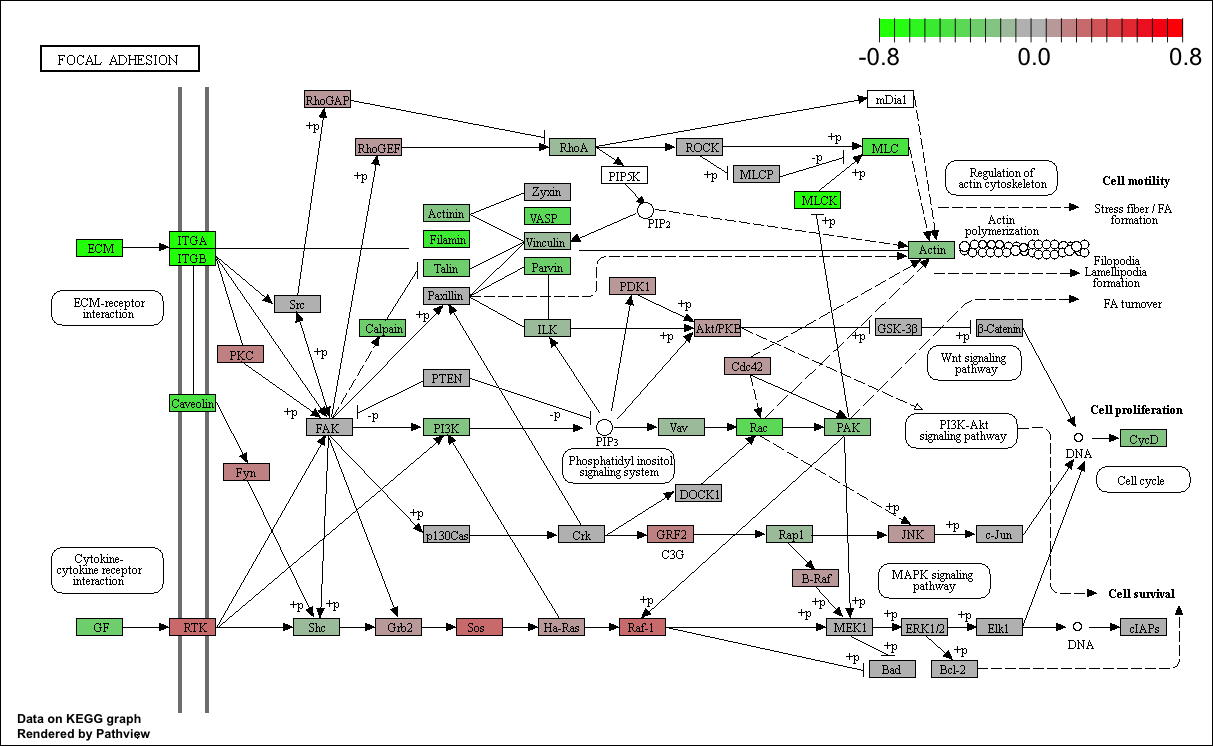 FOCAL ADHESION
-0.8 0.0 0.8
RhoGAP
mDia1
+p
RhoGEF
RhoA
ROCK
+p
MLC
+p
-p
+p
MLCP
+p
PIP5K
Regulation of
actin cytoskeleton
Cell motility
Zyxin
MLCK
Actinin
VASP
PIP2
Stress fiber / FA
formation
Actin
polymerization
ECM
ITGA
ITGB
Filamin
Vinculin
Actin
Talin
Parvin
Filopodia
Lamellipodia
formation
ECM-receptor
interaction
Src
Paxillin
PDK1
+p
FA turnover
+p
Calpain
ILK
Akt/PKB
GSK-3β
+p
+p
β-Catenin
PKC
+p
Cdc42
Wnt signaling
pathway
PTEN
Caveolin
+p
-p
-p
Cell proliferation
FAK
PI3K
PIP3
Vav
Rac
PAK
PI3K-Akt
signaling pathway
DNA
CycD
Fyn
Phosphatidyl inositol
signaling system
Cell cycle
DOCK1
+p
+p
p130Cas
Crk
GRF2
C3G
Rap1
JNK
+p
c-Jun
Cytokine-
cytokine receptor
interaction
B-Raf
MAPK signaling
pathway
Cell survival
+p
+p
+p
+p
+p
+p
+p
GF
RTK
Shc
Grb2
Sos
Ha-Ras
Raf-1
MEK1
ERK1/2
Elk1
DNA
cIAPs
+p
+p
+p
Bad
Bcl-2
Data on KEGG graph
Rendered by Pathview